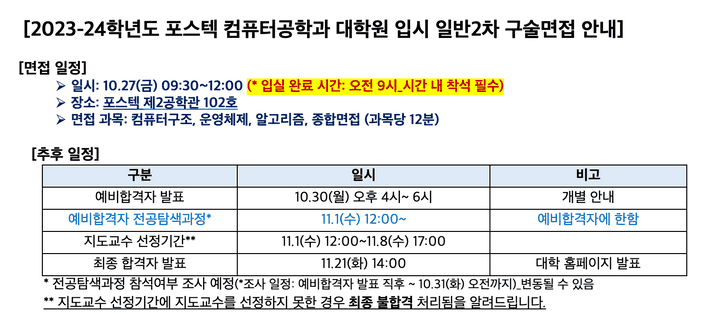 [2023-24학년도 포스텍 컴퓨터공학과 대학원 입시 일반2차 구술면접 안내]
[면접 일정]
➢ 일시: 10.27(금) 09:30~12:00 (* 입실 완료 시간: 오전 9시_시간 내 착석 필수)
➢ 장소: 포스텍 제2공학관 102호
➢ 면접 과목: 컴퓨터구조, 운영체제, 알고리즘, 종합면접 (과목당 12분)
[추후 일정]
구분 일시 비고
예비합격자 발표 10.30(월) 오후 4시~ 6시 개별 안내
예비합격자 전공탐색과정* 11.1(수) 12:00~ 예비합격자에 한함
지도교수 선정기간** 11.1(수) 12:00~11.8(수) 17:00
최종 합격자 발표 11.21(화) 14:00 대학 홈페이지 발표
* 전공탐색과정 참석여부 조사 예정(*조사 일정: 예비합격자 발표 직후 ~ 10.31(화) 오전까지)_변동될 수 있음
** 지도교수 선정기간에 지도교수를 선정하지 못한 경우 최종 불합격 처리됨을 알려드립니다.